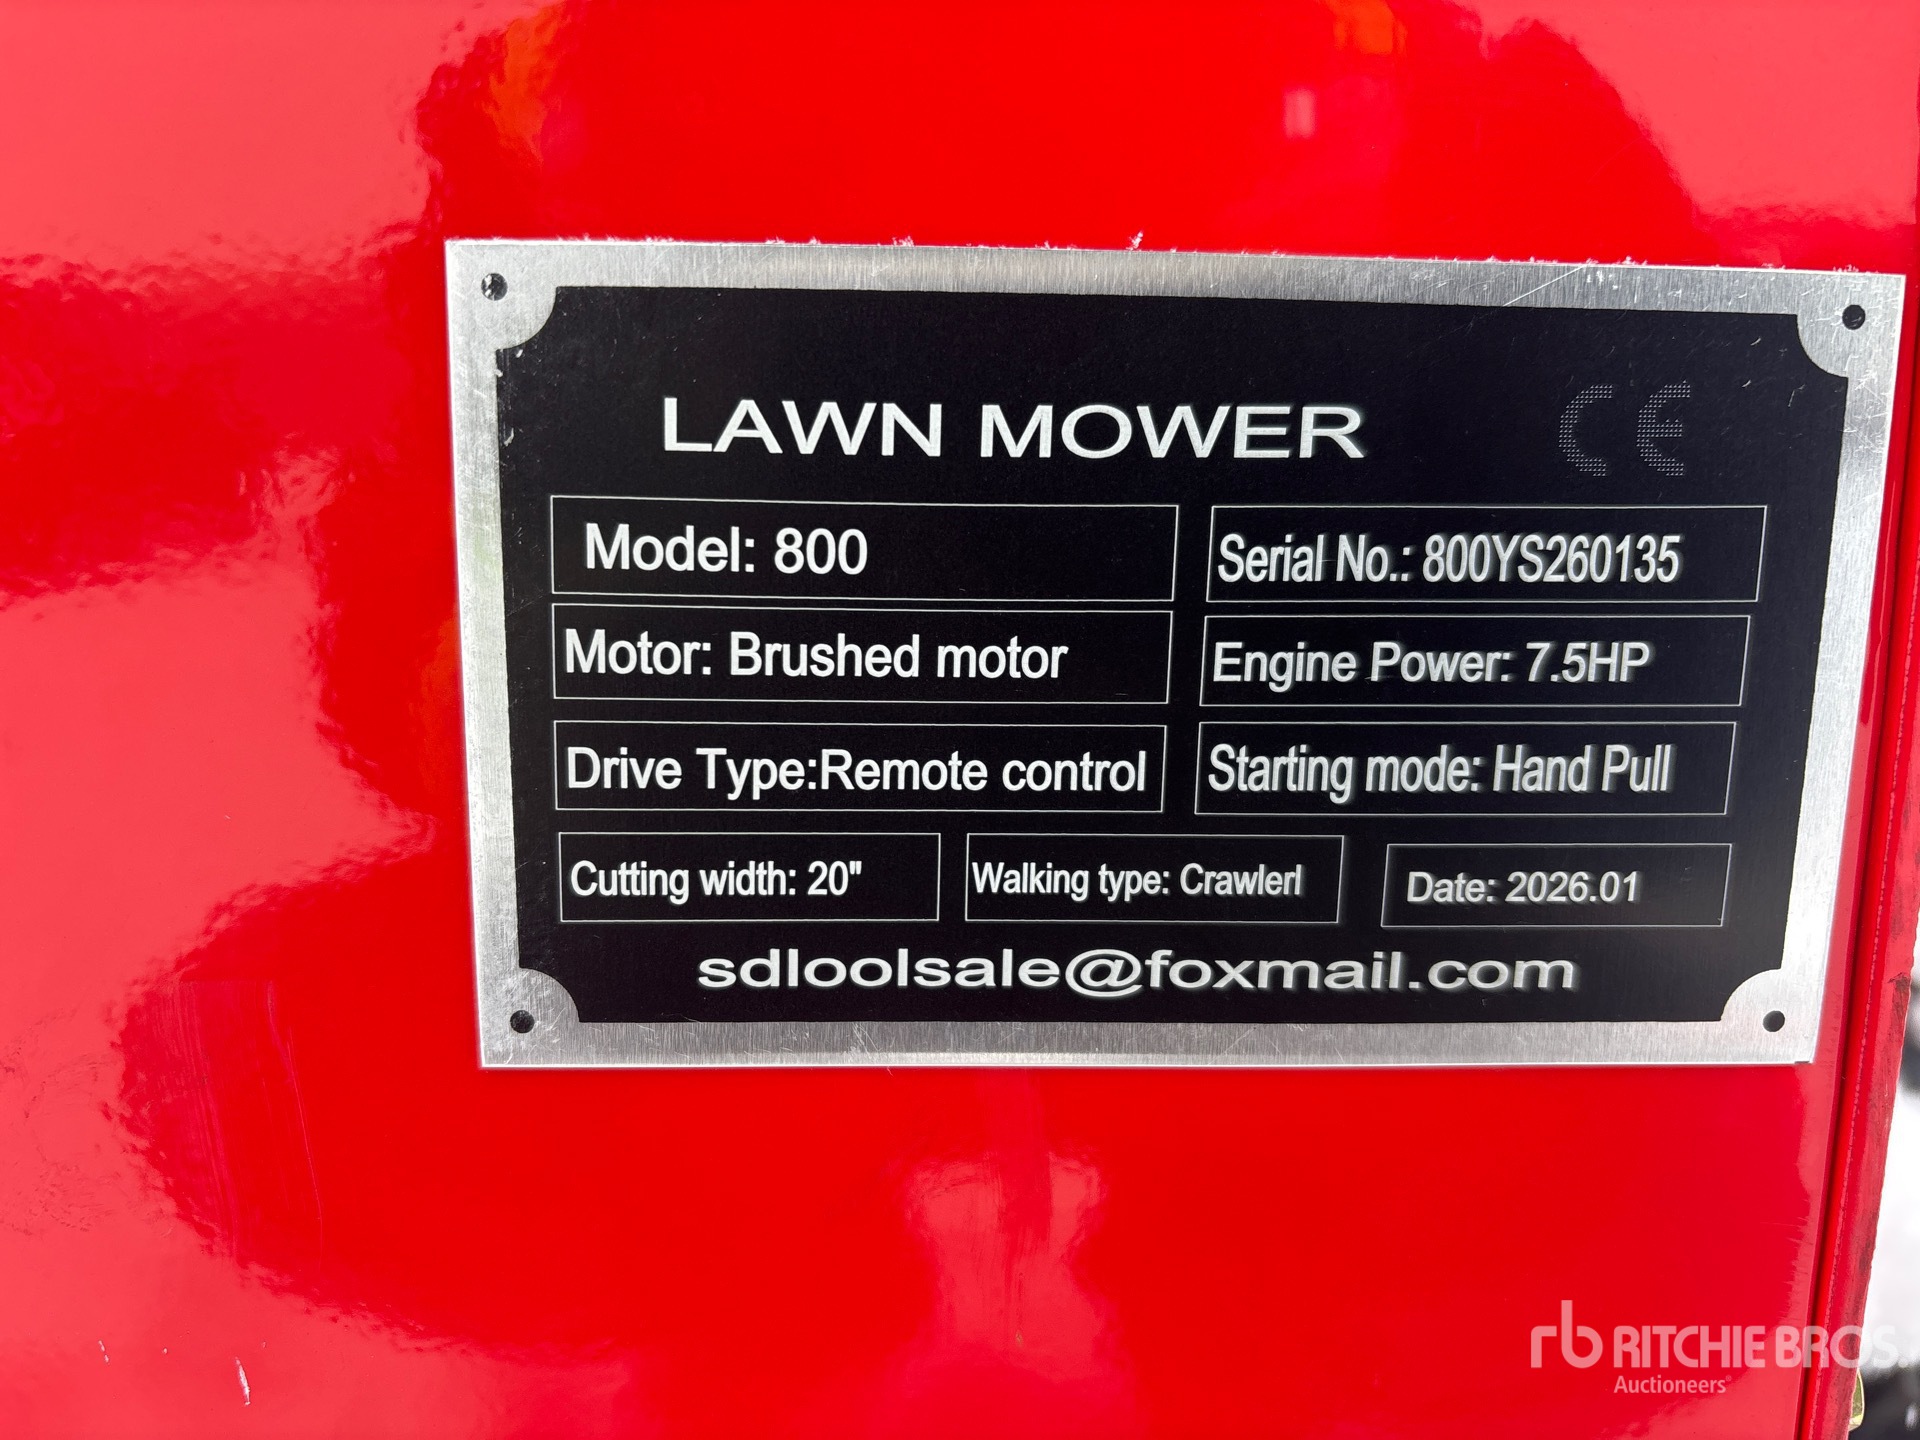 LAWN MOWER CE
Model: 800
Serial No.: 800YS260135
Motor: Brushed motor
Engine Power: 7.5HP
Drive Type:Remote control
Starting mode: Hand Pull
Cutting width: 20"
Walking type: Crawlerl
Date: 2026.01
sdloolsale@foxmail.com
rb RITCHIE BROS.
Auctioneers